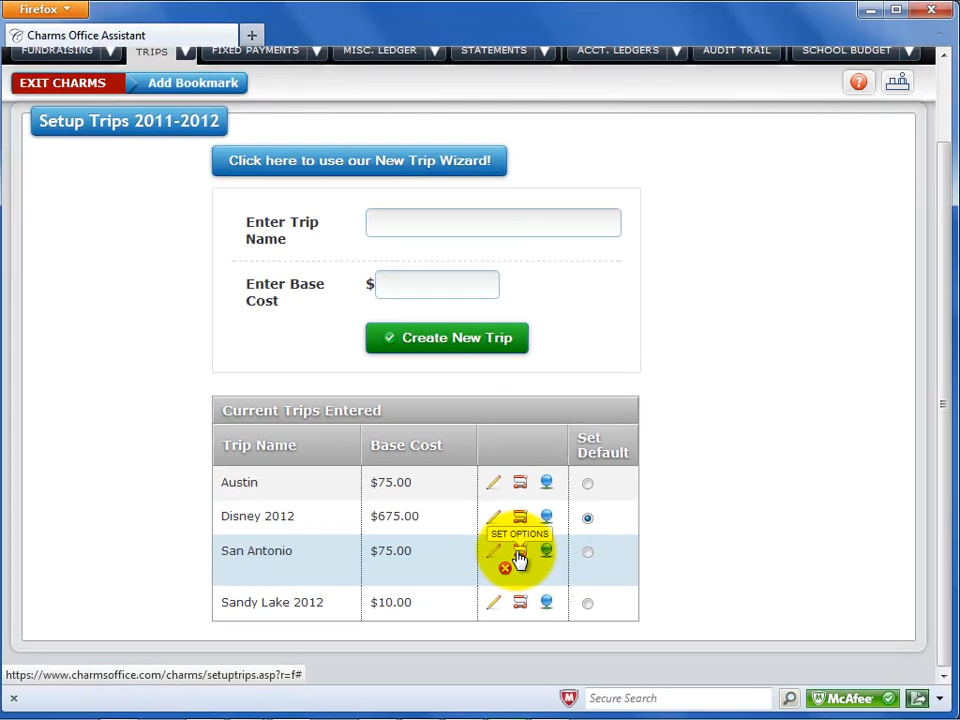 Firefox
Charms Office Assistant
FUNDRAISING TRIPS FIXED PAYMENTS MISC. LEDGER STATEMENTS ACCT. LEDGERS AUDIT TRAIL SCHOOL BUDGET
EXIT CHARMS Add Bookmark
Setup Trips 2011-2012
Click here to use our New Trip Wizard!
Enter Trip
Name
Enter Base $
Cost
Create New Trip
Current Trips Entered
Trip Name Base Cost Set
Default
Austin $75.00
Disney 2012 $675.00
SET OPTIONS
San Antonio $75.00
Sandy Lake 2012 $10.00
https://www.charmsoffice.com/charms/setuptrips.asp?r=f#
Secure Search McAfee